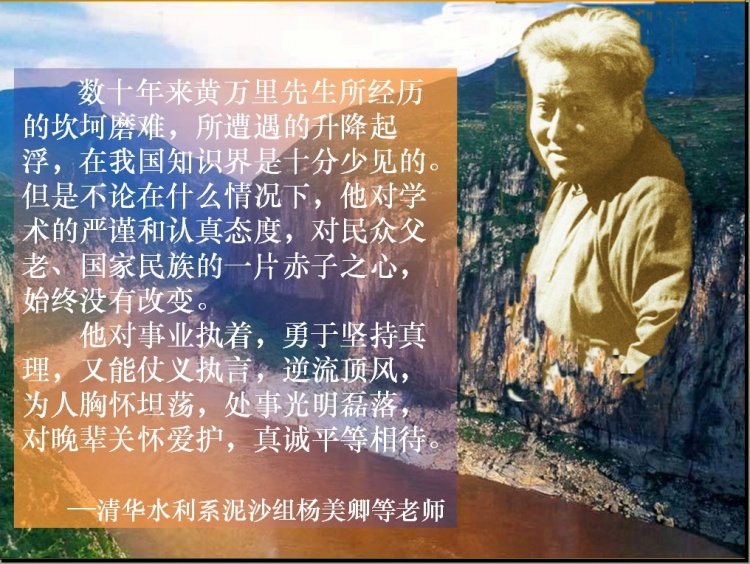 数十年来黄万里先生所经历
的坎坷磨难，所遭遇的升降起
浮，在我国知识界是十分少见的。
但是不论在什么情况下，他对学
术的严谨和认真态度，对民众父
老、国家民族的一片赤子之心，
始终没有改变。
他对事业执着，勇于坚持真
理，又能仗义执言，逆流顶风，
为人胸怀坦荡，处事光明磊落，
对晚辈关怀爱护，真诚平等相待。
—清华水利系泥沙组杨美卿等老师